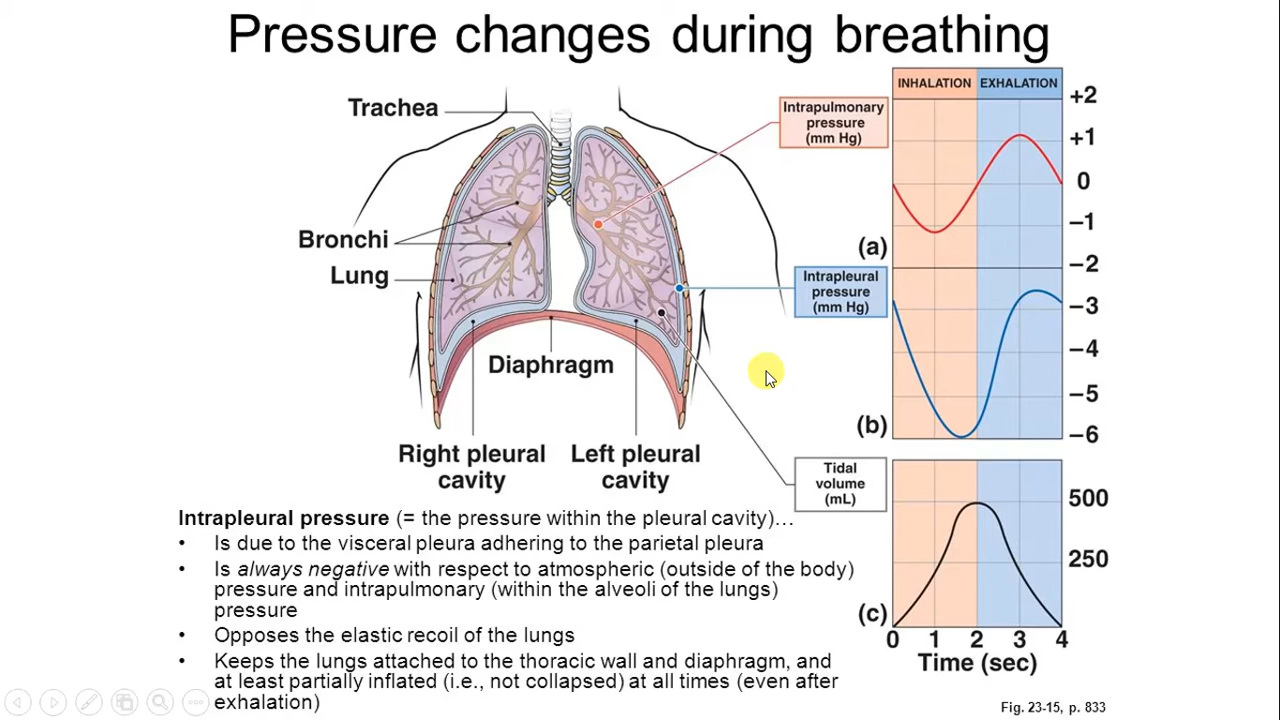 Pressure changes during breathing
Trachea
Bronchi
Lung
Diaphragm
Right pleural
cavity
Left pleural
cavity
Intrapulmonary
pressure
(mm Hg)
Intrapleural
pressure
(mm Hg)
Tidal
volume
(mL)
INHALATION EXHALATION
+2
+1
0
−1
−2
−3
−4
−5
−6
(a)
(b)
500
250
(c)
0 1 2 3 4
Time (sec)
Intrapleural pressure (= the pressure within the pleural cavity)…
• Is due to the visceral pleura adhering to the parietal pleura
• Is always negative with respect to atmospheric (outside of the body)
pressure and intrapulmonary (within the alveoli of the lungs)
pressure
• Opposes the elastic recoil of the lungs
• Keeps the lungs attached to the thoracic wall and diaphragm, and
at least partially inflated (i.e., not collapsed) at all times (even after
exhalation)
Fig. 23-15, p. 833